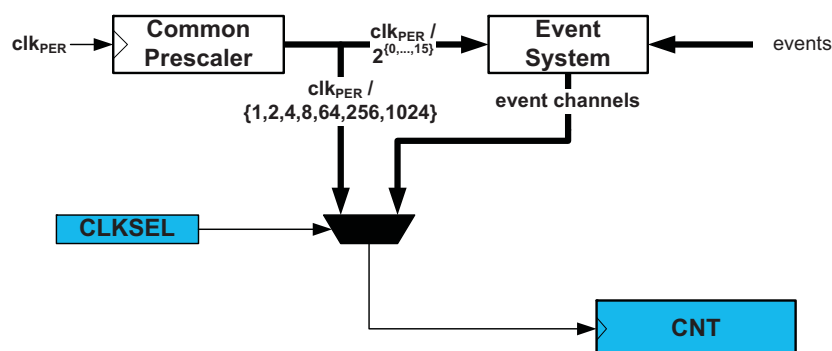 clkPER
Common
Prescaler
clkPER /
2{0,...,15}
Event
System
events
clkPER /
{1,2,4,8,64,256,1024}
event channels
CLKSEL
CNT